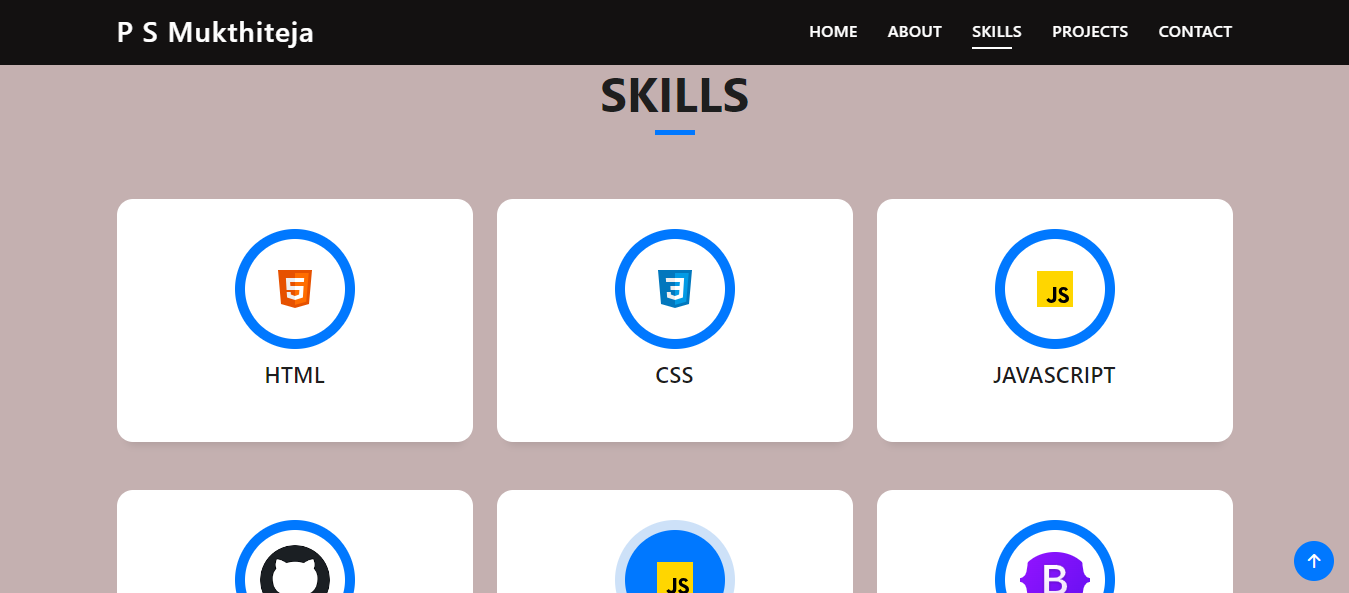 P S Mukthiteja
HOME ABOUT SKILLS PROJECTS CONTACT
SKILLS
5 3 JS
HTML CSS JAVASCRIPT
JS B